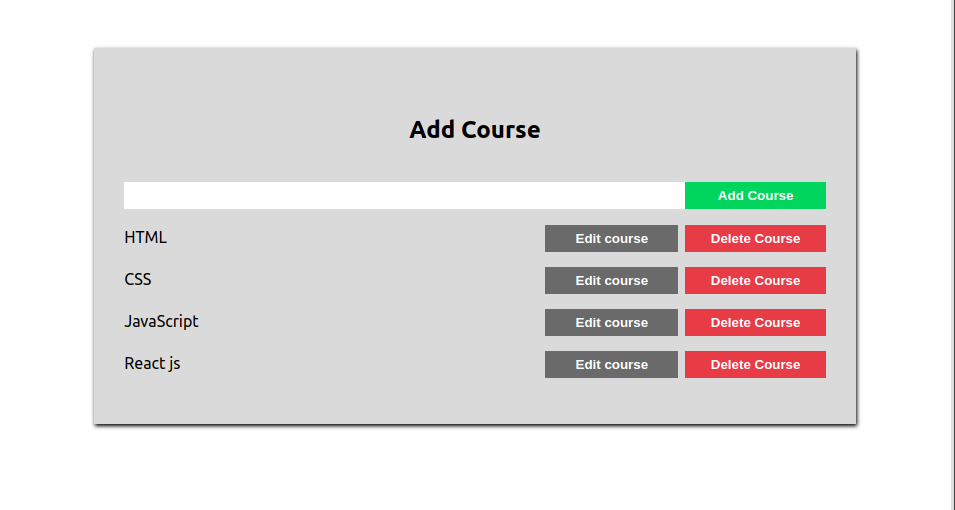 Add Course
Add Course
HTML Edit course Delete Course
CSS Edit course Delete Course
JavaScript Edit course Delete Course
React js Edit course Delete Course